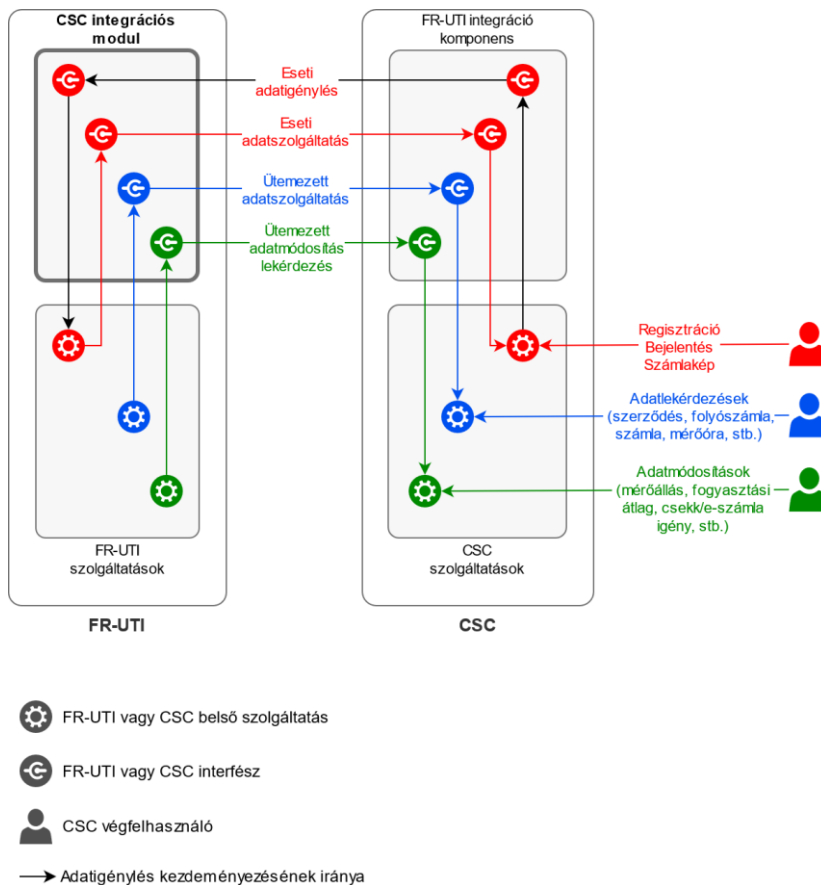 CSC integrációs
modul
FR-UTI integráció
komponens
Eseti
adatigénylés
Eseti
adatszolgáltatás
Ütemezett
adatszolgáltatás
Ütemezett
adatmódosítás
lekérdezés
Regisztráció
Bejelentés
Számlakép
Adatlekérdezések
(szerződés, folyószámla,
számla, mérőóra, stb.)
Adatmódosítások
(mérőállás, fogyasztási
átlag, csekk/e-számla
igény, stb.)
FR-UTI
szolgáltatások
CSC
szolgáltatások
FR-UTI
CSC
FR-UTI vagy CSC belső szolgáltatás
FR-UTI vagy CSC interfész
CSC végfelhasználó
Adatigénylés kezdeményezésének iránya